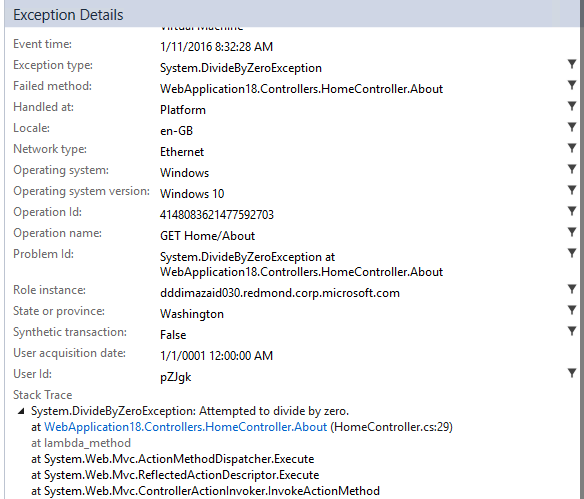 Exception Details
Virtual Machine
Event time: 1/11/2016 8:32:28 AM
Exception type: System.DivideByZeroException
Failed method: WebApplication18.Controllers.HomeController.About
Handled at: Platform
Locale: en-GB
Network type: Ethernet
Operating system: Windows
Operating system version: Windows 10
Operation Id: 4148083621477592703
Operation name: GET Home/About
Problem Id: System.DivideByZeroException at
WebApplication18.Controllers.HomeController.About
Role instance: dddimazaid030.redmond.corp.microsoft.com
State or province: Washington
Synthetic transaction: False
User acquisition date: 1/1/0001 12:00:00 AM
User Id: pZJgk
Stack Trace
System.DivideByZeroException: Attempted to divide by zero.
at WebApplication18.Controllers.HomeController.About (HomeController.cs:29)
at lambda_method
at System.Web.Mvc.ActionMethodDispatcher.Execute
at System.Web.Mvc.ReflectedActionDescriptor.Execute
at System.Web.Mvc.ControllerActionInvoker.InvokeActionMethod